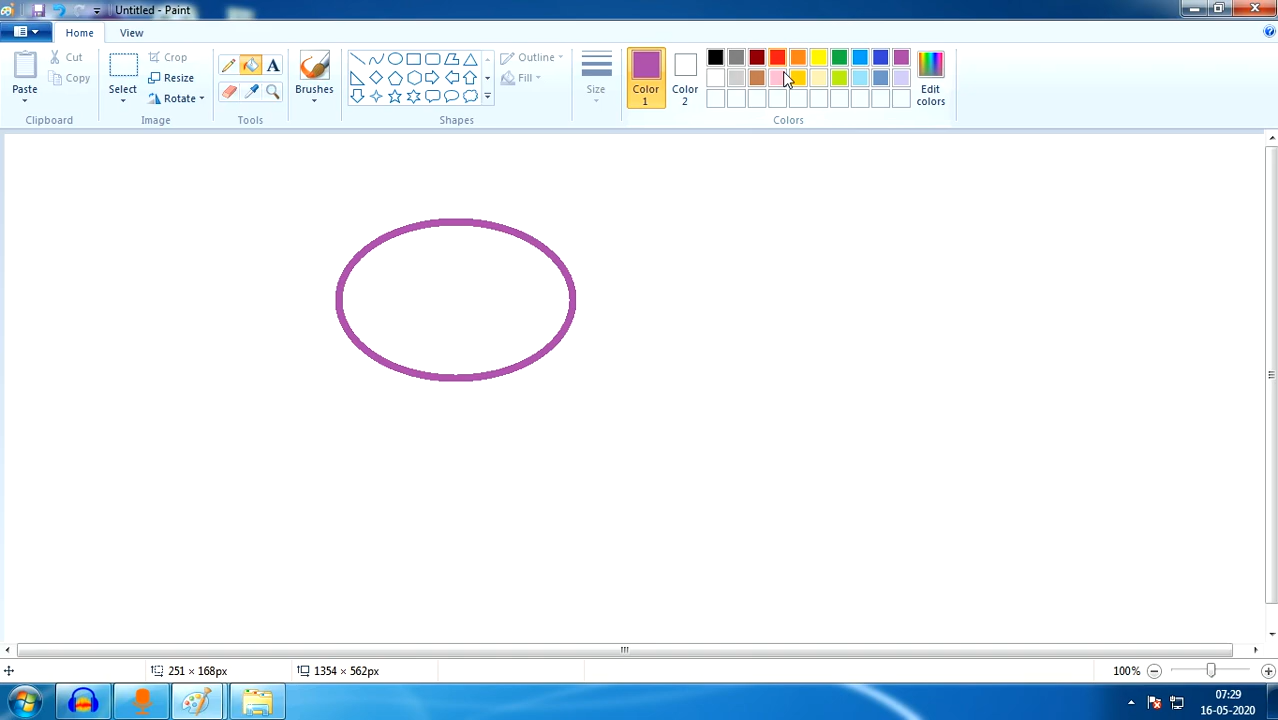 Untitled - Paint
Home View
Paste
Cut
Copy
Clipboard
Select
Crop
Resize
Rotate
Image
A
Tools
Brushes
Outline
Fill
Shapes
Size
Color 1
Color 2
Edit colors
Colors
251 × 168px
1354 × 562px
100%
07:29
16-05-2020